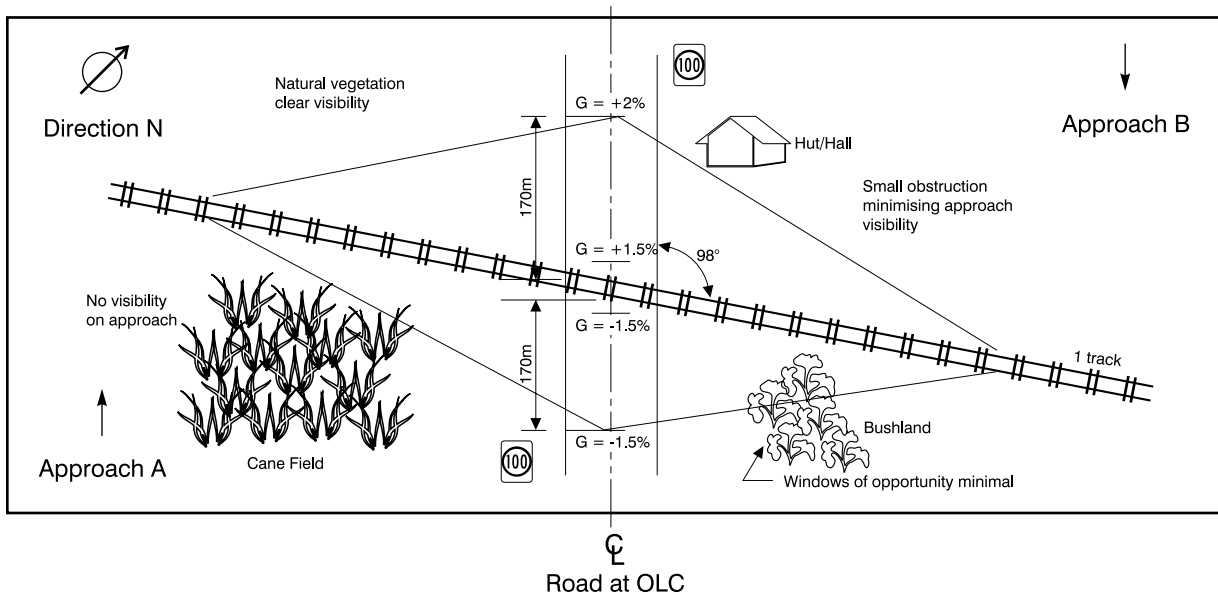 Direction N
Natural vegetation
clear visibility
100
G = +2%
Approach B
Hut/Hall
Small obstruction
minimising approach
visibility
170m
G = +1.5%
98°
No visibility
on approach
G = -1.5%
1 track
170m
Approach A
Cane Field
G = -1.5%
100
Bushland
Windows of opportunity minimal
CL
Road at OLC